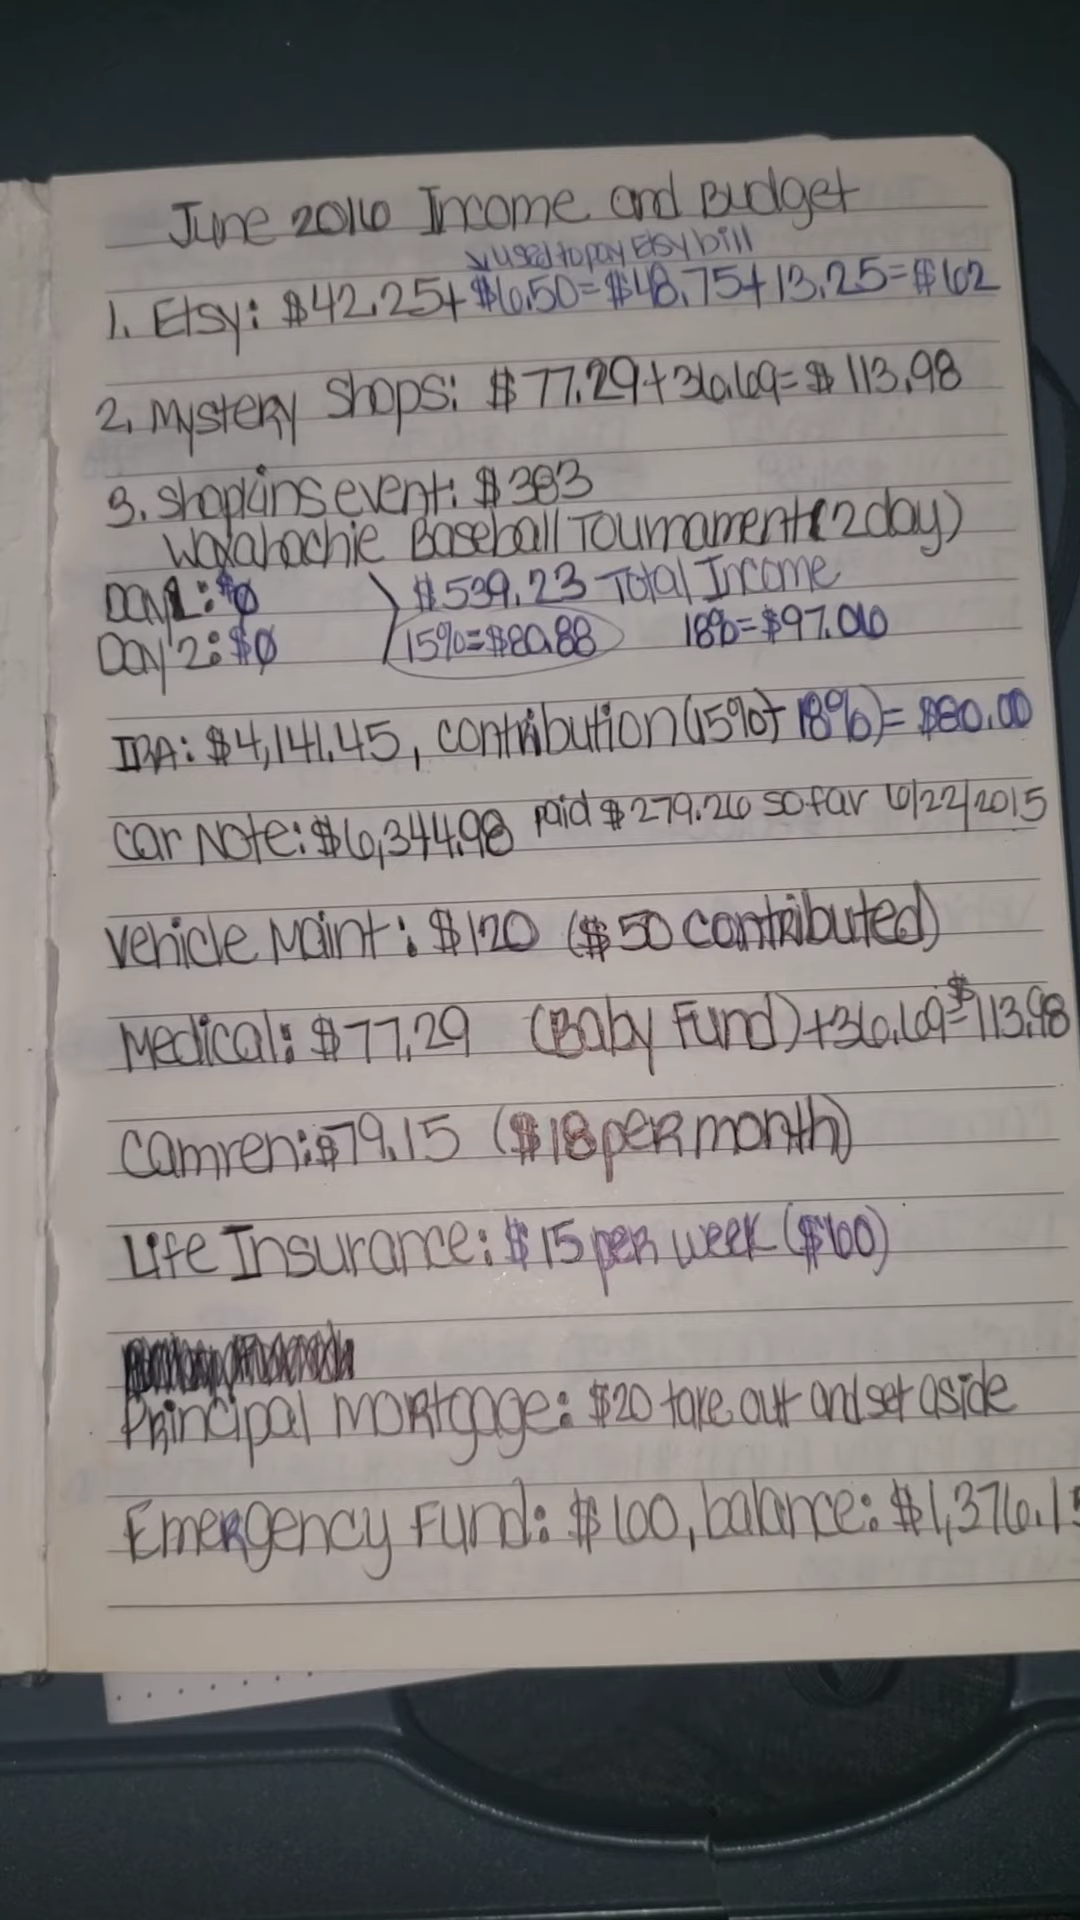 June 2016 Income and Budget
↘ used to pay Etsy bill
1. Etsy: $42.25+ $6.50= $48.75+13.25= $62
2. Mystery Shops: $77.29+36.69= $113.98
3. Shopkins event: $383
Waxahachie Baseball Tournament (2 day)
Day 1: $0 $539.23 Total Income
Day 2: $0 15%=$80.88 18%=$97.06
IRA: $4,141.45, contribution (15%+ 18%)= $80.00
Car Note: $6,344.98 paid $279.26 so far 6/22/2015
Vehicle Maint: $120 ($50 contributed)
Medical: $77.29 (Baby Fund) +36.69= $113.98
Camren: $79.15 ($18 per month)
Life Insurance: $15 per week ($60)
Principal Mortgage: $20 take out and set aside
Emergency Fund: $100, balance: $1,376.15